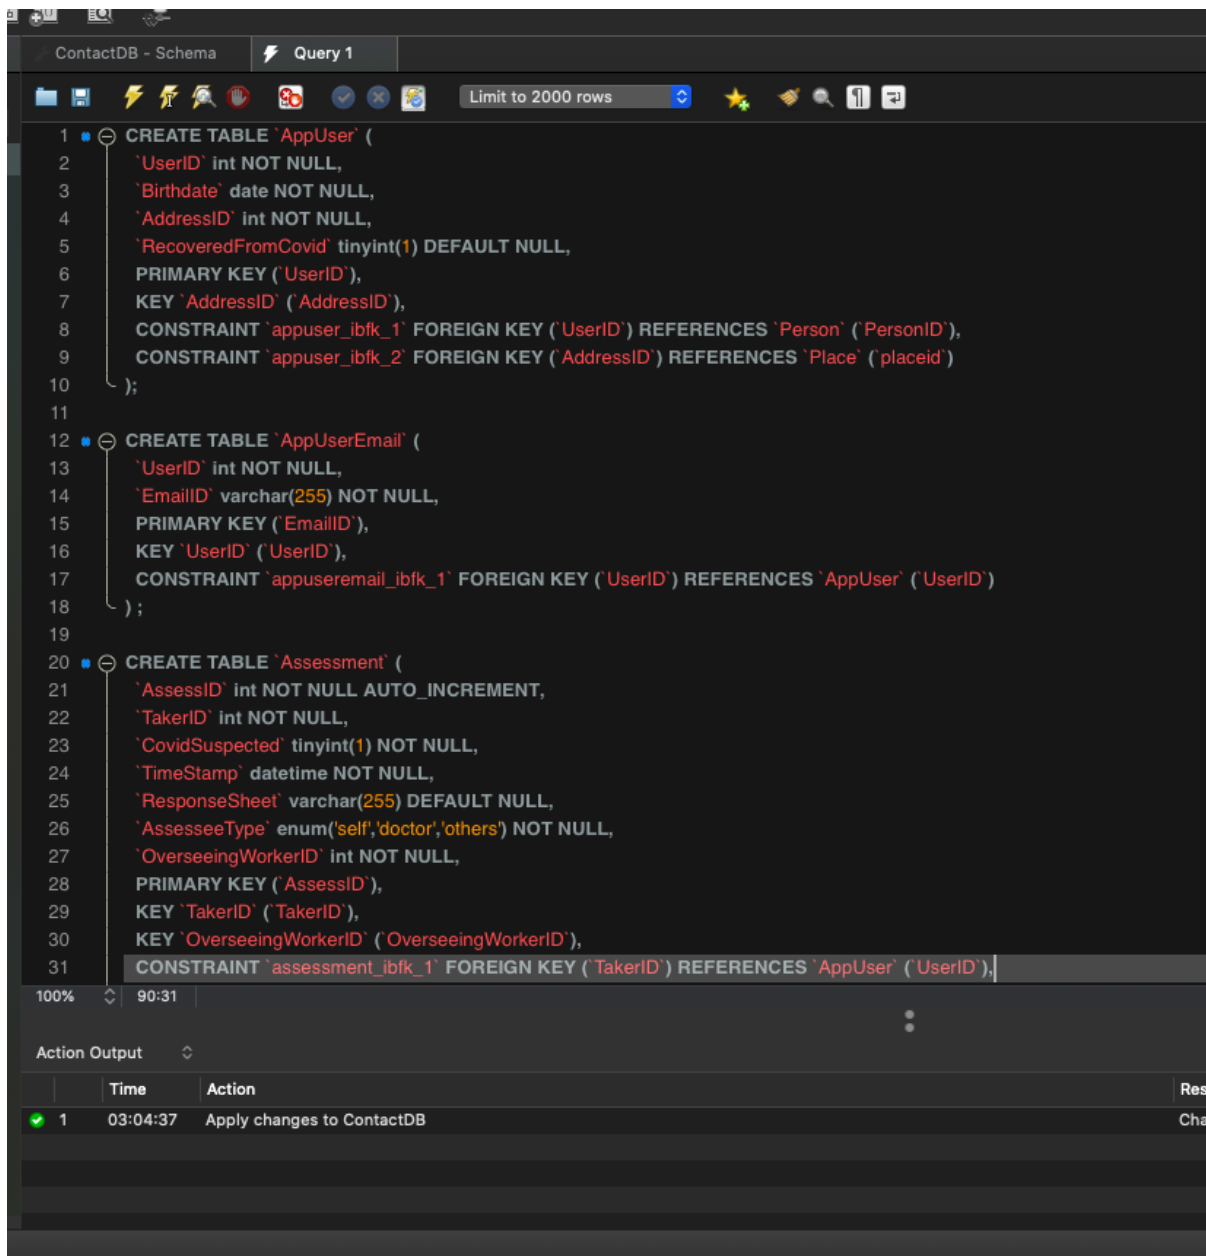 ContactDB - Schema
Query 1
Limit to 2000 rows
1 CREATE TABLE `AppUser` (
2 `UserID` int NOT NULL,
3 `Birthdate` date NOT NULL,
4 `AddressID` int NOT NULL,
5 `RecoveredFromCovid` tinyint(1) DEFAULT NULL,
6 PRIMARY KEY (`UserID`),
7 KEY `AddressID` (`AddressID`),
8 CONSTRAINT `appuser_ibfk_1` FOREIGN KEY (`UserID`) REFERENCES `Person` (`PersonID`),
9 CONSTRAINT `appuser_ibfk_2` FOREIGN KEY (`AddressID`) REFERENCES `Place` (`placeid`)
10 );
11
12 CREATE TABLE `AppUserEmail` (
13 `UserID` int NOT NULL,
14 `EmailID` varchar(255) NOT NULL,
15 PRIMARY KEY (`EmailID`),
16 KEY `UserID` (`UserID`),
17 CONSTRAINT `appuseremail_ibfk_1` FOREIGN KEY (`UserID`) REFERENCES `AppUser` (`UserID`)
18 ) ;
19
20 CREATE TABLE `Assessment` (
21 `AssessID` int NOT NULL AUTO_INCREMENT,
22 `TakerID` int NOT NULL,
23 `CovidSuspected` tinyint(1) NOT NULL,
24 `TimeStamp` datetime NOT NULL,
25 `ResponseSheet` varchar(255) DEFAULT NULL,
26 `AssesseeType` enum('self','doctor','others') NOT NULL,
27 `OverseeingWorkerID` int NOT NULL,
28 PRIMARY KEY (`AssessID`),
29 KEY `TakerID` (`TakerID`),
30 KEY `OverseeingWorkerID` (`OverseeingWorkerID`),
31 CONSTRAINT `assessment_ibfk_1` FOREIGN KEY (`TakerID`) REFERENCES `AppUser` (`UserID`),
100% 90:31
Action Output
Time Action Res
1 03:04:37 Apply changes to ContactDB Cha